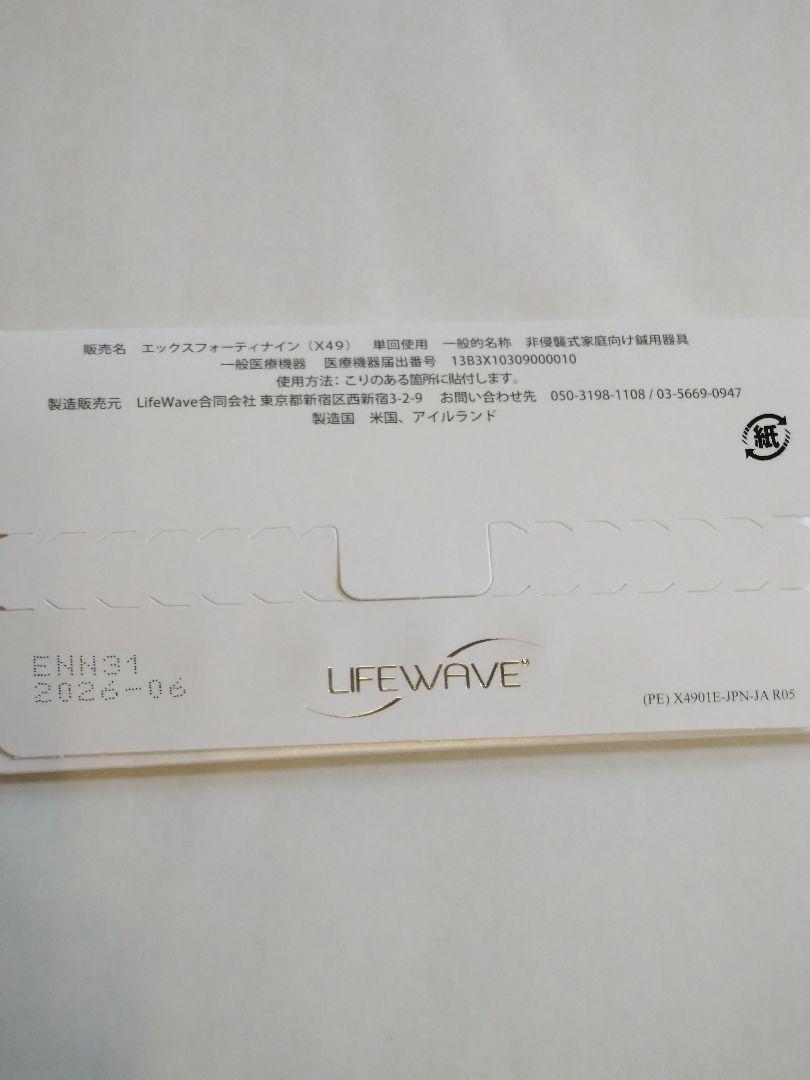 販売名　エックスフォーティナイン（X49）　単回使用　一般的名称　非侵襲式家庭向け鍼用器具
一般医療機器　医療機器届出番号　13B3X10309000010
使用方法：こりのある箇所に貼付します。
製造販売元　LifeWave合同会社 東京都新宿区西新宿3-2-9　お問い合わせ先　050-3198-1108 / 03-5669-0947
製造国　米国、アイルランド
紙
ENN31
2026-06
LIFEWAVE®
(PE) X4901E-JPN-JA R05